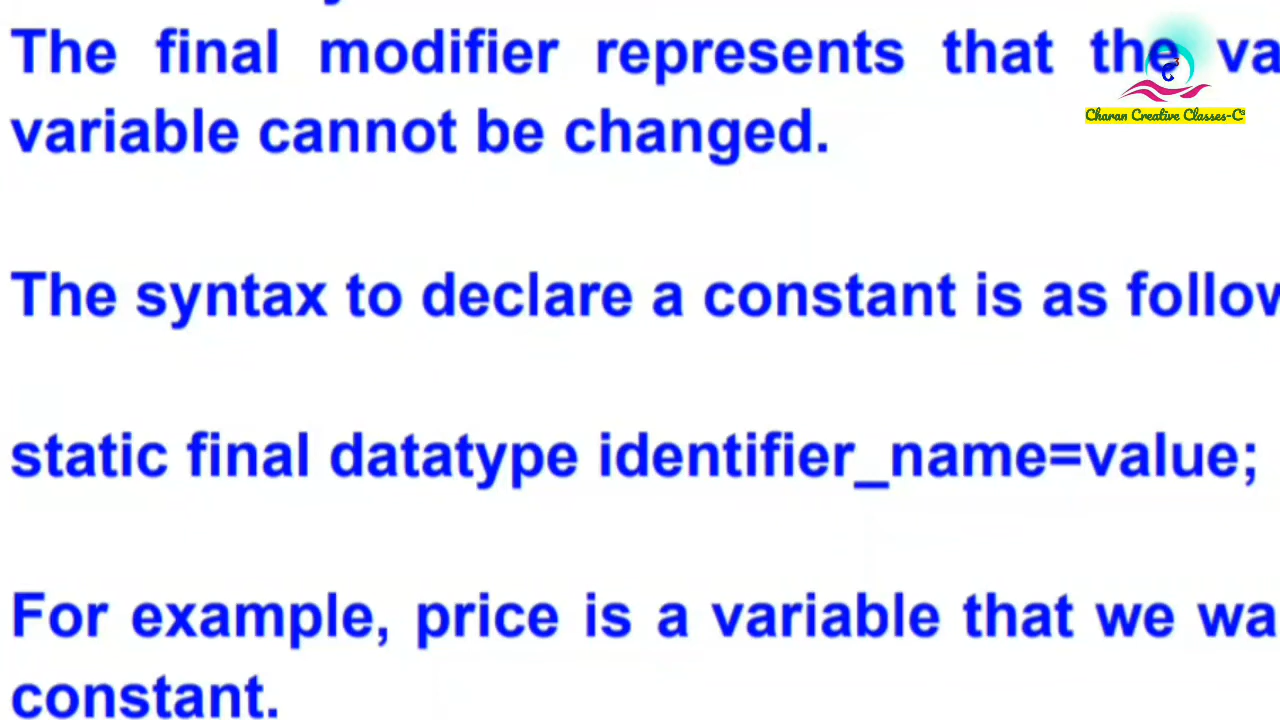 The final modifier represents that the
variable cannot be changed.
The syntax to declare a constant is as
static final datatype identifier_name=value;
For example, price is a variable that we
constant.
Charan Creative Classes-C³